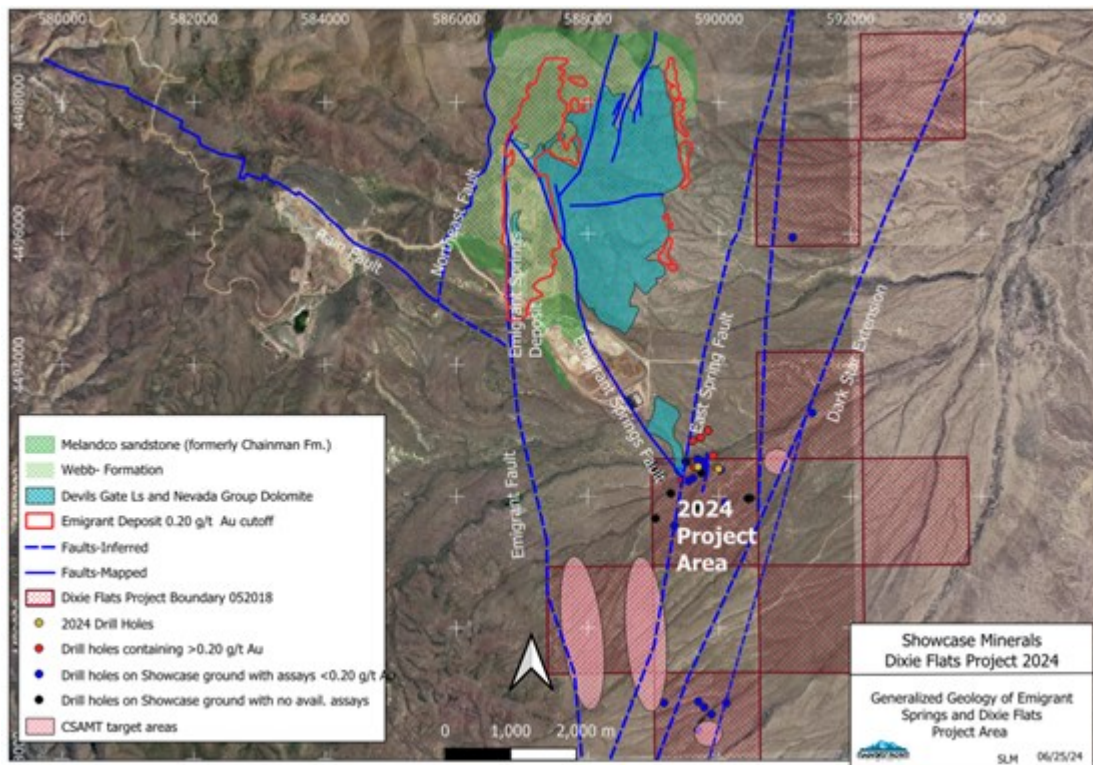 580000 582000 584000 586000 588000 590000 592000 594000
4498000
4496000
4494000
Rain Fault
Northeast Fault
Emigrant Springs
Deposit
Emigrant Springs Fault
East Spring Fault
Dark Star Extension
Emigrant Fault
2024
Project
Area
Melandco sandstone (formerly Chainman Fm.)
Webb- Formation
Devils Gate Ls and Nevada Group Dolomite
Emigrant Deposit 0.20 g/t Au cutoff
Faults-Inferred
Faults-Mapped
Dixie Flats Project Boundary 052018
2024 Drill Holes
Drill holes containing >0.20 g/t Au
Drill holes on Showcase ground with assays <0.20 g/t Au
Drill holes on Showcase ground with no avail. assays
CSAMT target areas
0 1,000 2,000 m
Showcase Minerals
Dixie Flats Project 2024
Generalized Geology of Emigrant
Springs and Dixie Flats
Project Area
SLM 06/25/24